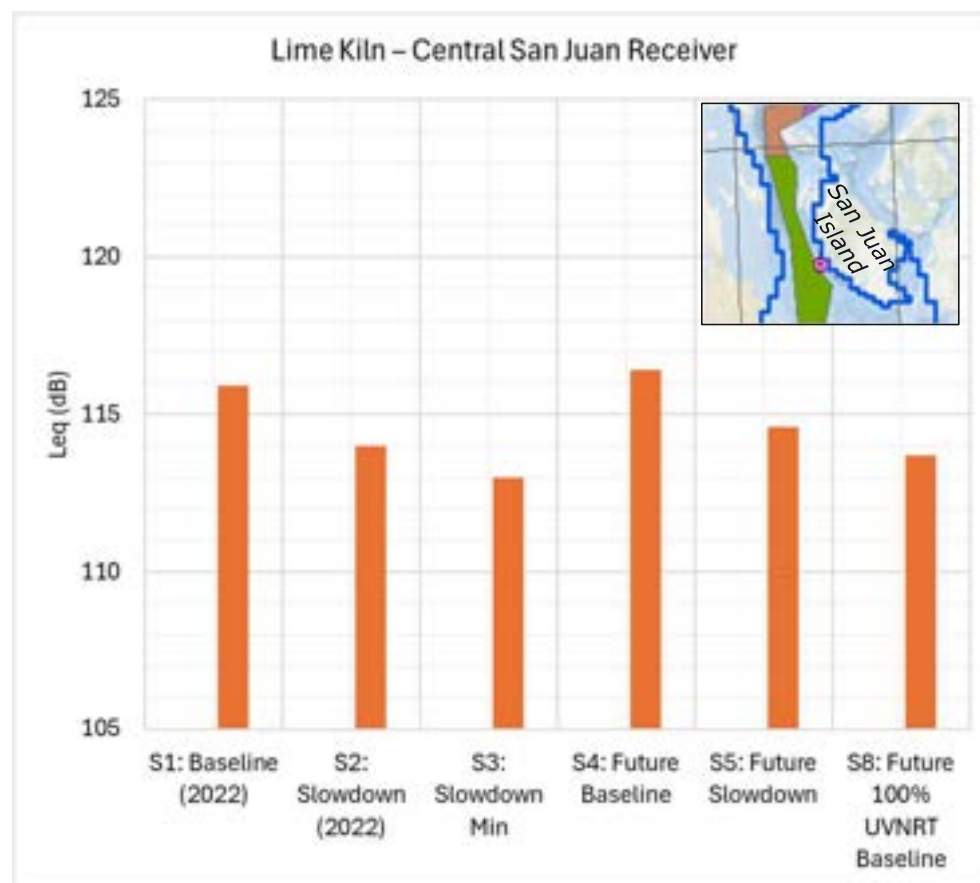 Lime Kiln – Central San Juan Receiver
125
120
115
110
105
Leq (dB)
San Juan
Island
S1: Baseline
(2022)
S2:
Slowdown
(2022)
S3:
Slowdown
Min
S4: Future
Baseline
S5: Future
Slowdown
S8: Future
100%
UVNRT
Baseline